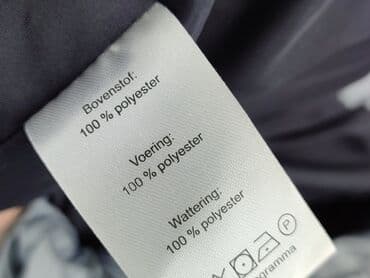 Bovenstof:
100 % polyester
Voering:
100 % polyester
Wattering:
100 % polyester
P